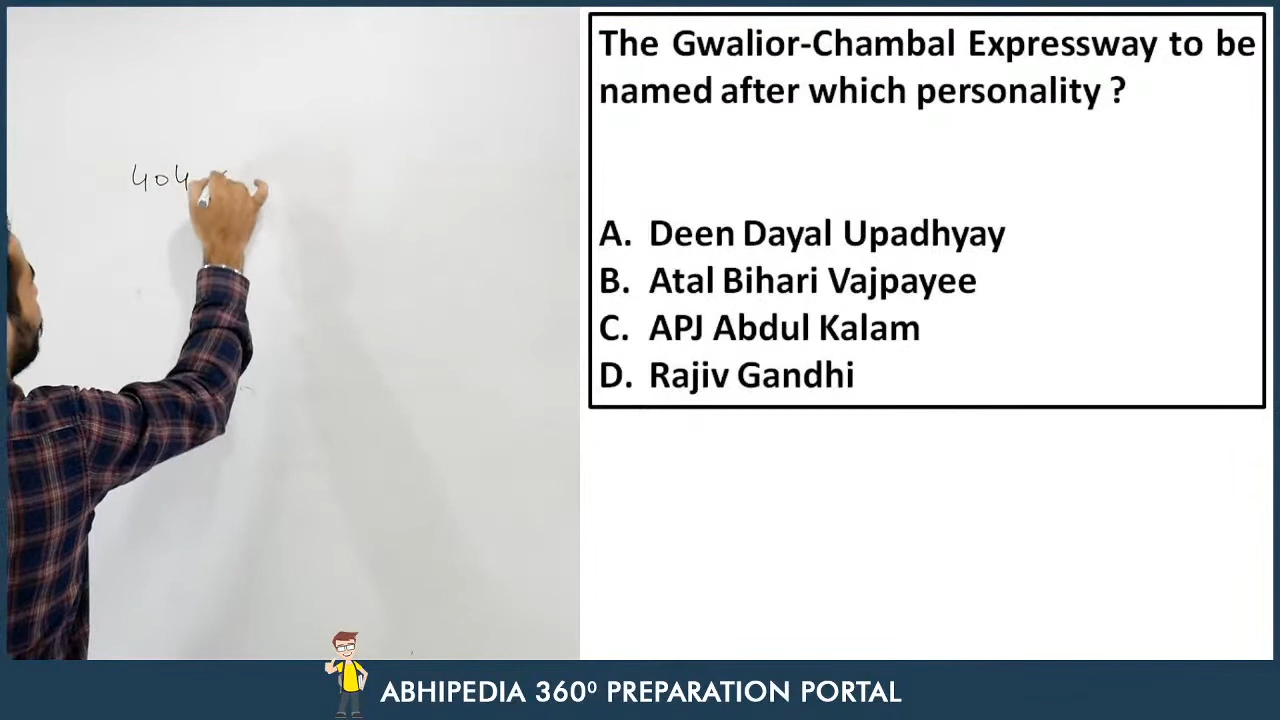 404
The Gwalior-Chambal Expressway to be
named after which personality ?
A. Deen Dayal Upadhyay
B. Atal Bihari Vajpayee
C. APJ Abdul Kalam
D. Rajiv Gandhi
ABHIPEDIA 360⁰ PREPARATION PORTAL